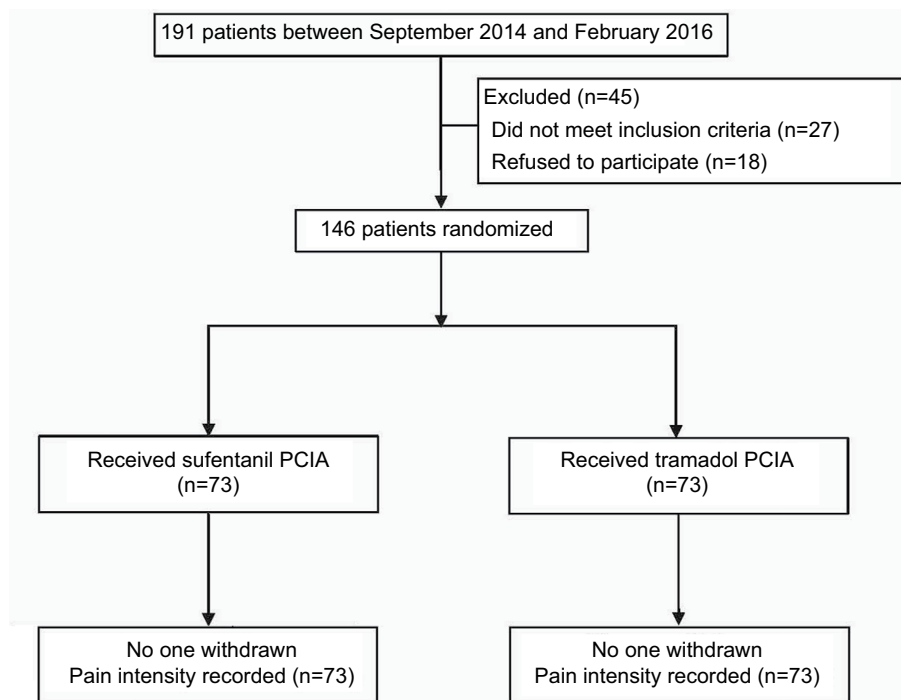 191 patients between September 2014 and February 2016
Excluded (n=45)
Did not meet inclusion criteria (n=27)
Refused to participate (n=18)
146 patients randomized
Received sufentanil PCIA
(n=73)
Received tramadol PCIA
(n=73)
No one withdrawn
Pain intensity recorded (n=73)
No one withdrawn
Pain intensity recorded (n=73)